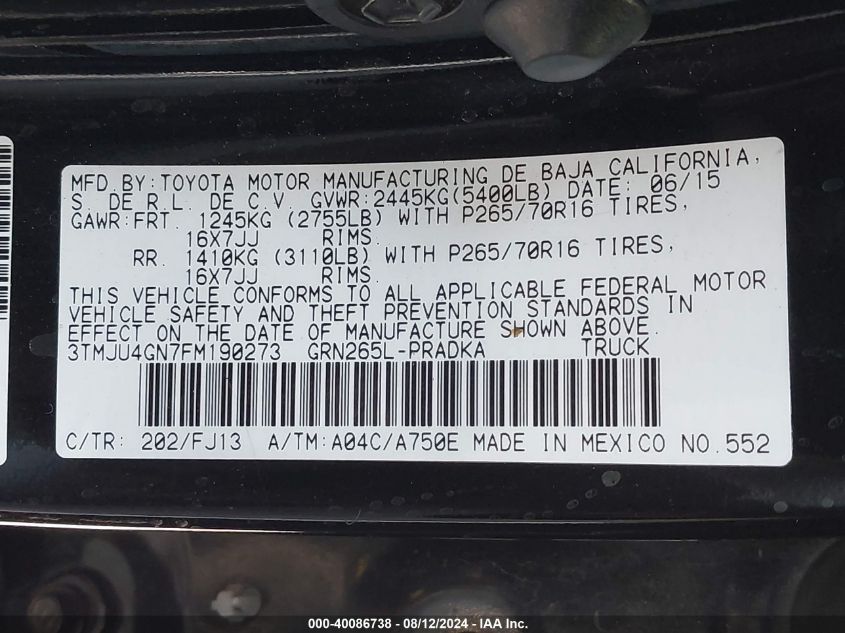 MFD.BY:TOYOTA MOTOR MANUFACTURING DE BAJA CALIFORNIA,
S. DE R.L. DE C.V. GVWR:2445KG(5400LB) DATE: 06/15
GAWR:FRT. 1245KG (2755LB) WITH P265/70R16 TIRES,
16X7JJ RIMS.
RR. 1410KG (3110LB) WITH P265/70R16 TIRES,
16X7JJ RIMS.
THIS VEHICLE CONFORMS TO ALL APPLICABLE FEDERAL MOTOR
VEHICLE SAFETY AND THEFT PREVENTION STANDARDS IN
EFFECT ON THE DATE OF MANUFACTURE SHOWN ABOVE.
3TMJU4GN7FM190273 GRN265L-PRADKA TRUCK
C/TR: 202/FJ13 A/TM:A04C/A750E MADE IN MEXICO NO.552
000-40086738 - 08/12/2024 - IAA Inc.